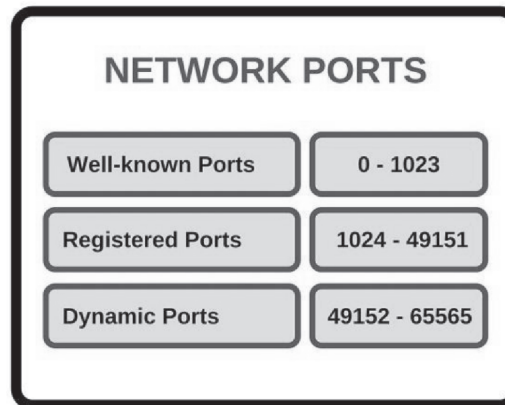 NETWORK PORTS
Well-known Ports 0 - 1023
Registered Ports 1024 - 49151
Dynamic Ports 49152 - 65565